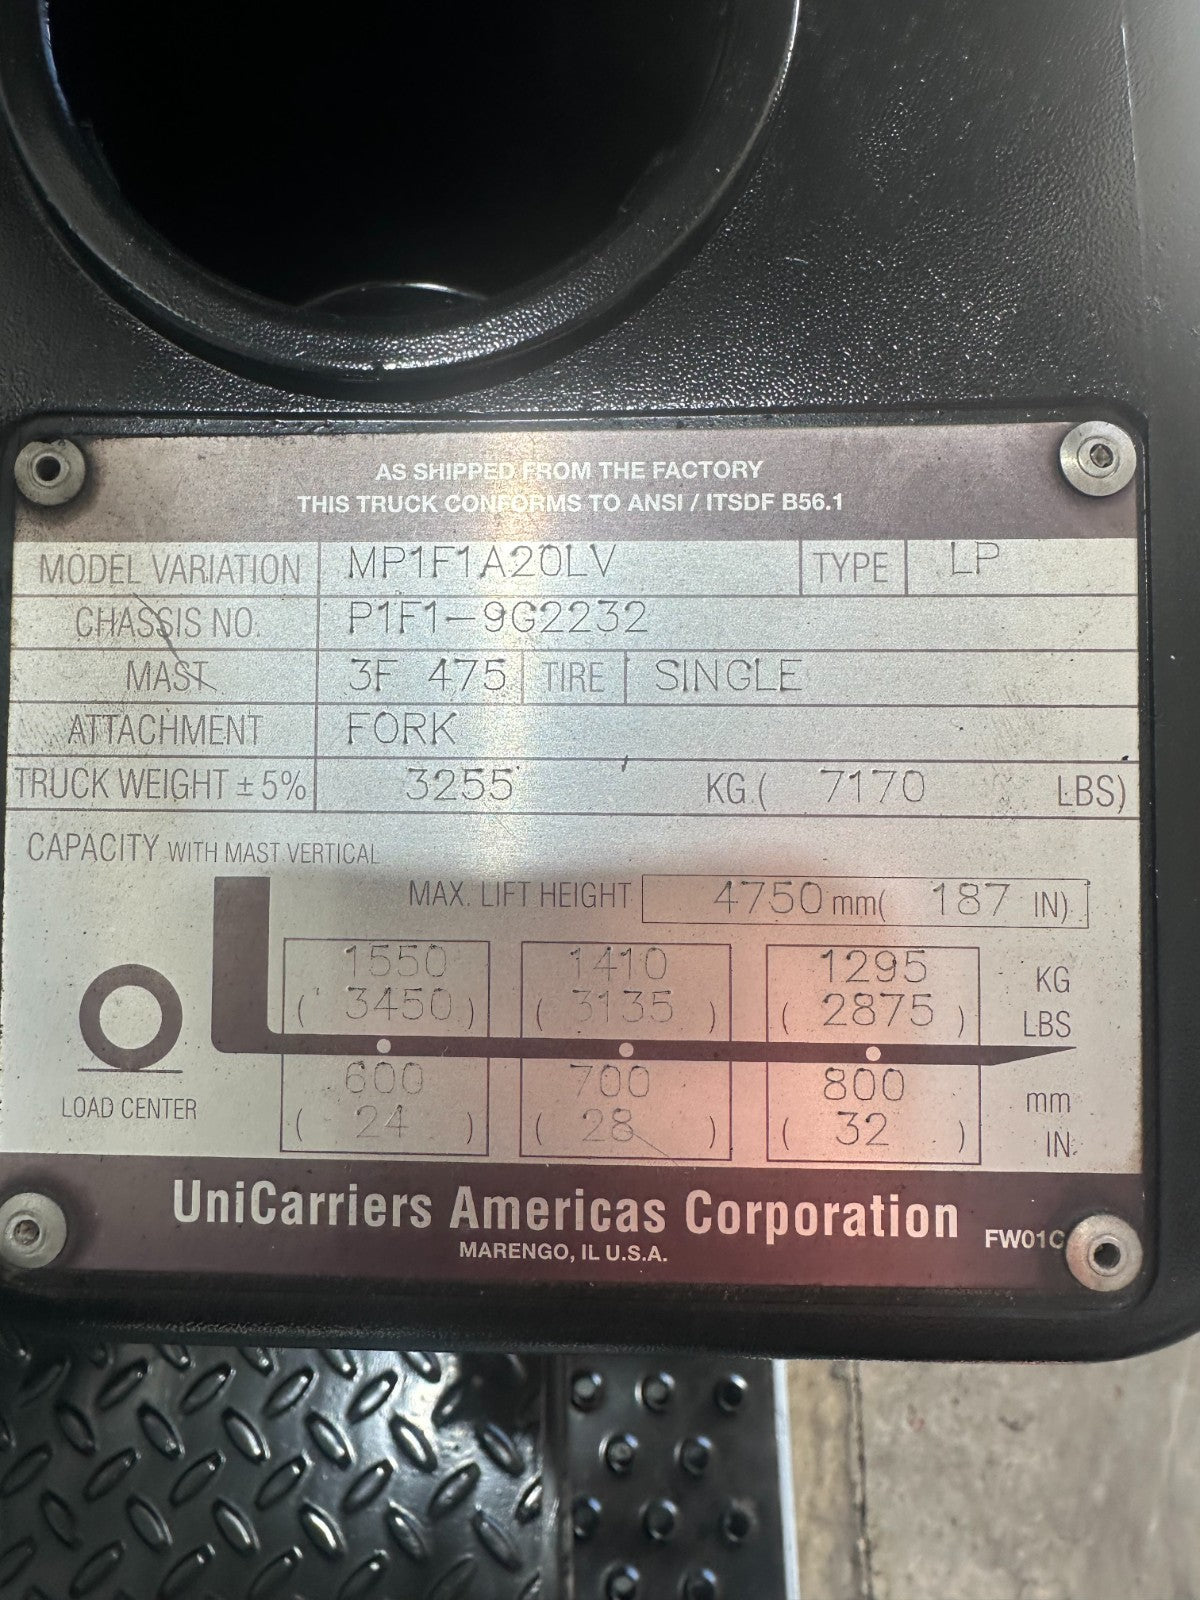 AS SHIPPED FROM THE FACTORY
THIS TRUCK CONFORMS TO ANSI / ITSDF B56.1
MODEL VARIATION MP1F1A20LV TYPE LP
CHASSIS NO. P1F1-9G2232
MAST 3F 475 TIRE SINGLE
ATTACHMENT FORK
TRUCK WEIGHT ± 5% 3255 KG ( 7170 LBS)
CAPACITY WITH MAST VERTICAL
MAX. LIFT HEIGHT 4750 mm( 187 IN)
1550 1410 1295 KG
( 3450 ) ( 3135 ) ( 2875 ) LBS
600 700 800 mm
LOAD CENTER ( 24 ) ( 28 ) ( 32 ) IN
UniCarriers Americas Corporation
MARENGO, IL U.S.A. FW01C